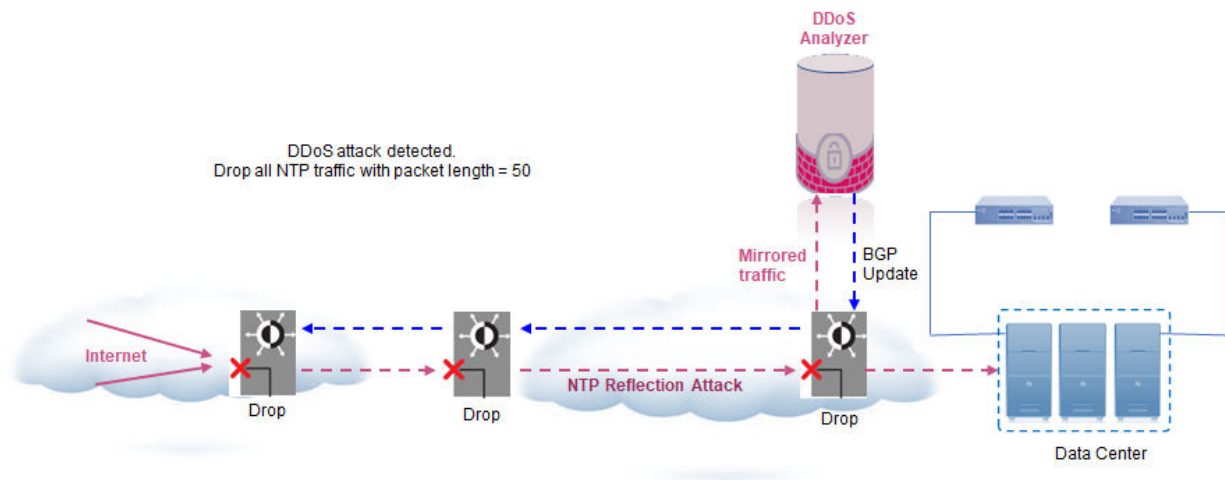 DDoS
Analyzer
DDoS attack detected.
Drop all NTP traffic with packet length = 50
Mirrored
traffic
BGP
Update
Internet
NTP Reflection Attack
Drop
Drop
Drop
Data Center